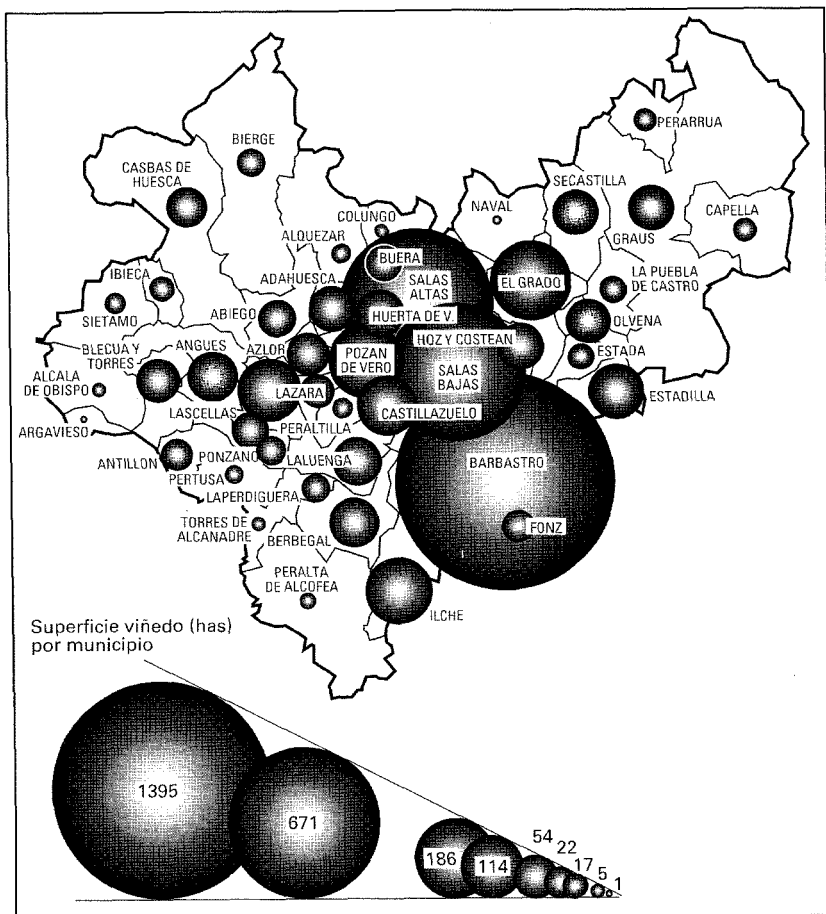 PERARRUA
BIERGE
CASBAS DE
HUESCA
SECASTILLA
NAVAL
COLUNGO
CAPELLA
GRAUS
ALQUEZAR
BUERA
IBIECA
ADAHUESCA
SALAS
ALTAS
EL GRADO
LA PUEBLA
DE CASTRO
SIETAMO
ABIEGO
HUERTA DE V.
OLVENA
BLECUA Y
TORRES
ANGUES
AZLOR
HOZ Y COSTEAN
POZAN
DE VERO
ESTADA
SALAS
BAJAS
ALCALA
DE OBISPO
LAZARA
ESTADILLA
LASCELLAS
CASTILLAZUELO
ARGAVIESO
PERALTILLA
ANTILLON
PONZANO
LALUENGA
BARBASTRO
PERTUSA
LAPERDIGUERA
TORRES DE
ALCANADRE
FONZ
BERBEGAL
PERALTA
DE ALCOFEA
ILCHE
Superficie viñedo (has)
por municipio
1395
671
186
114
54
22
17
5
1